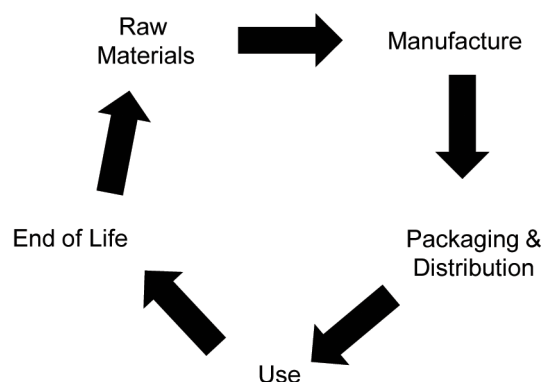 Raw
Materials
Manufacture
Packaging &
Distribution
Use
End of Life